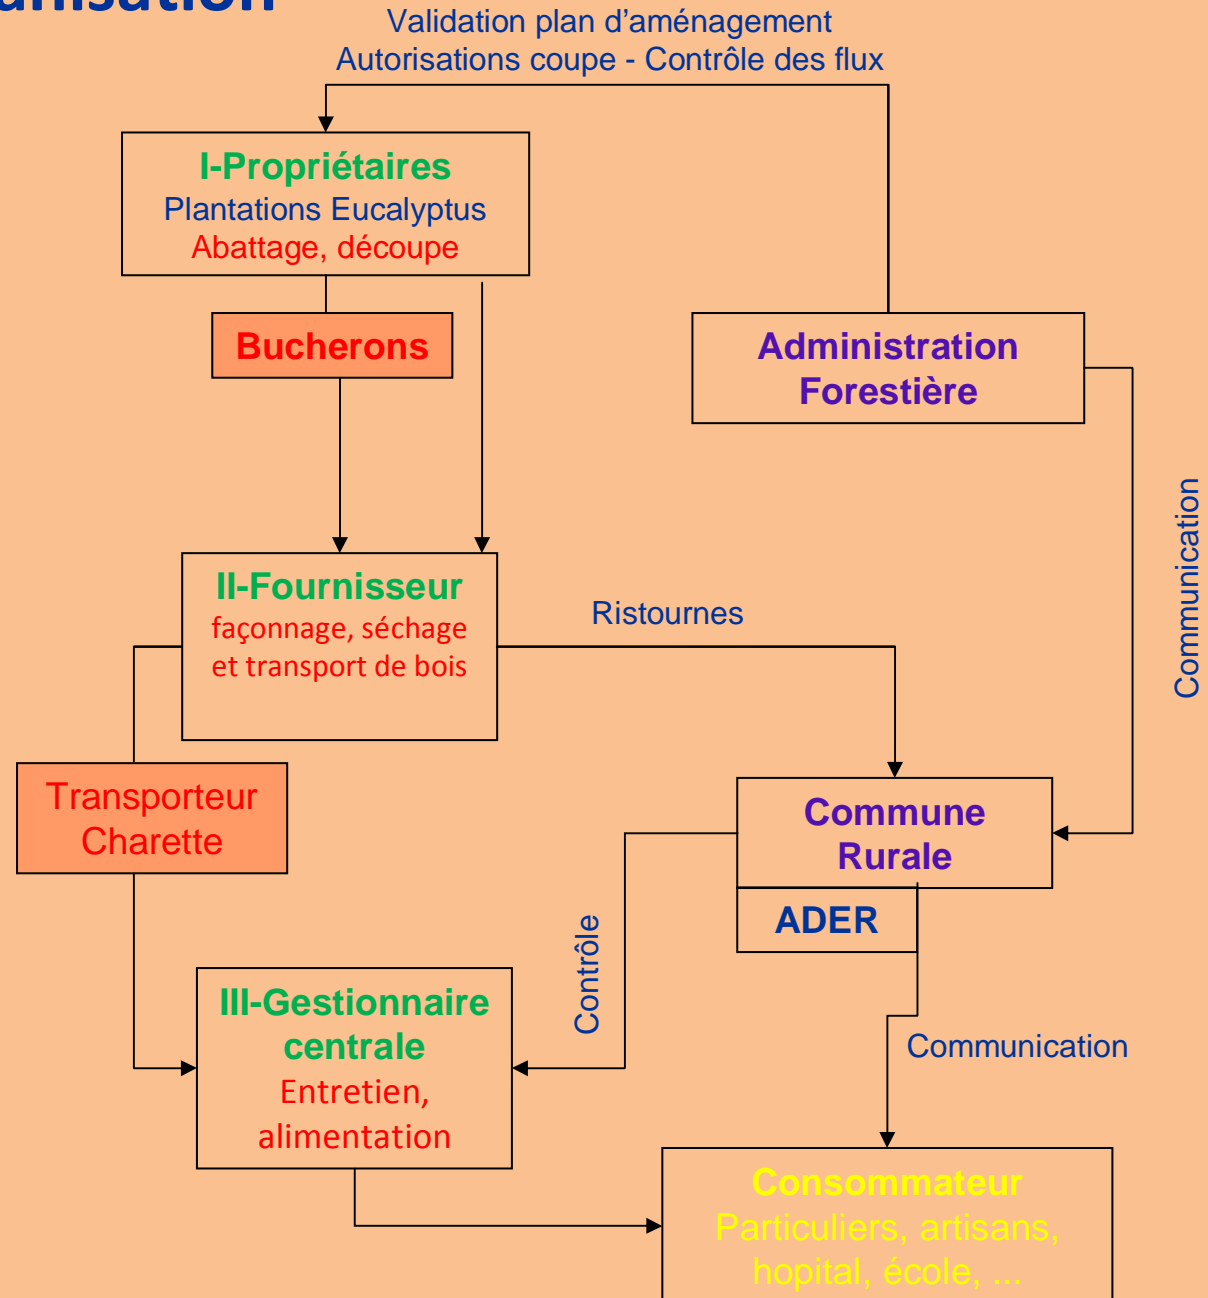 anisation
Validation plan d’aménagement
Autorisations coupe - Contrôle des flux
I-Propriétaires
Plantations Eucalyptus
Abattage, découpe
Bucherons
Administration
Forestière
Communication
II-Fournisseur
façonnage, séchage
et transport de bois
Ristournes
Transporteur
Charette
Commune
Rurale
ADER
Contrôle
III-Gestionnaire
centrale
Entretien,
alimentation
Communication
Consommateur
Particuliers, artisans,
hopital, école, ...